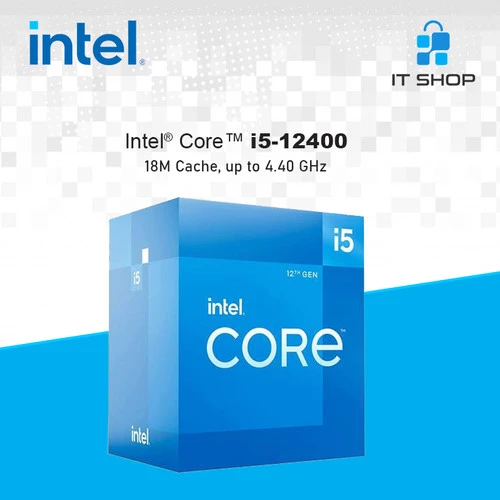 intel®
IT SHOP
Intel® Core™ i5-12400
18M Cache, up to 4.40 GHz
i5
i5
12TH GEN
intel.
CORe™
intel.